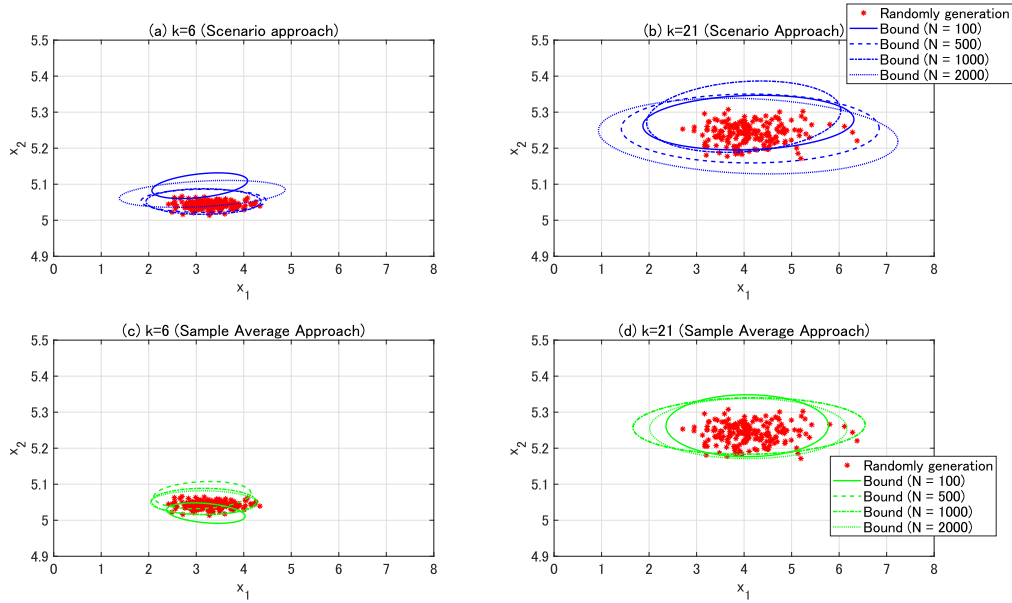 (a) k=6 (Scenario approach)
5.5
5.4
5.3
5.2
5.1
5
4.9
x2
0 1 2 3 4 5 6 7 8
x1
(b) k=21 (Scenario Approach)
5.5
5.4
5.3
5.2
5.1
5
4.9
x2
0 1 2 3 4 5 6 7 8
x1
Randomly generation
Bound (N = 100)
Bound (N = 500)
Bound (N = 1000)
Bound (N = 2000)
(c) k=6 (Sample Average Approach)
5.5
5.4
5.3
5.2
5.1
5
4.9
x2
0 1 2 3 4 5 6 7 8
x1
(d) k=21 (Sample Average Approach)
5.5
5.4
5.3
5.2
5.1
5
4.9
x2
0 1 2 3 4 5 6 7 8
x1
Randomly generation
Bound (N = 100)
Bound (N = 500)
Bound (N = 1000)
Bound (N = 2000)